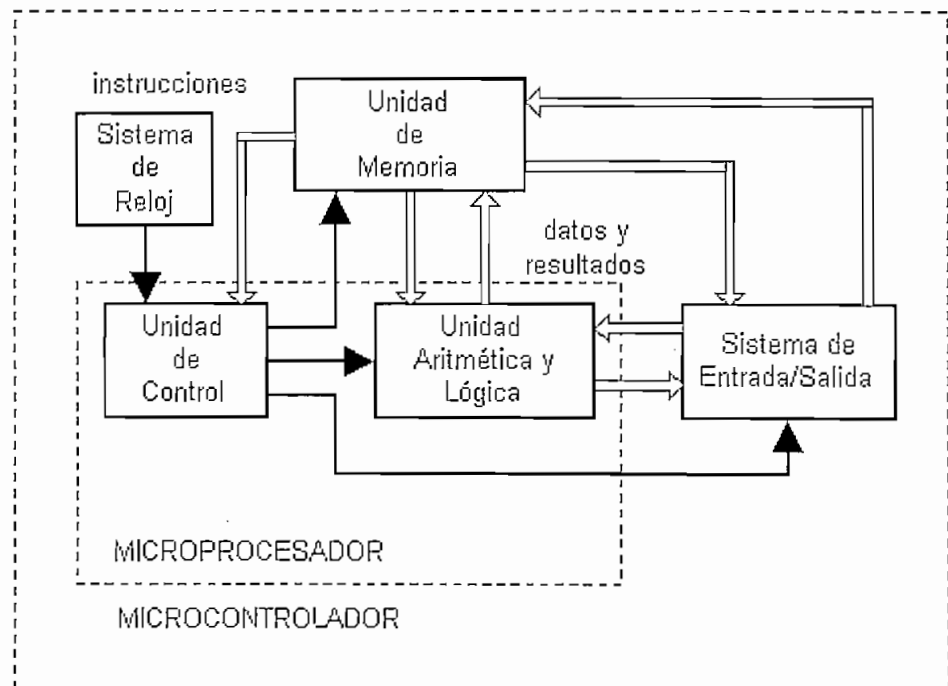 instrucciones
Unidad
de
Memoria
Sistema
de
Reloj
datos y
resultados
Unidad
de
Control
Unidad
Aritmética y
Lógica
Sistema de
Entrada/Salida
MICROPROCESADOR
MICROCONTROLADOR